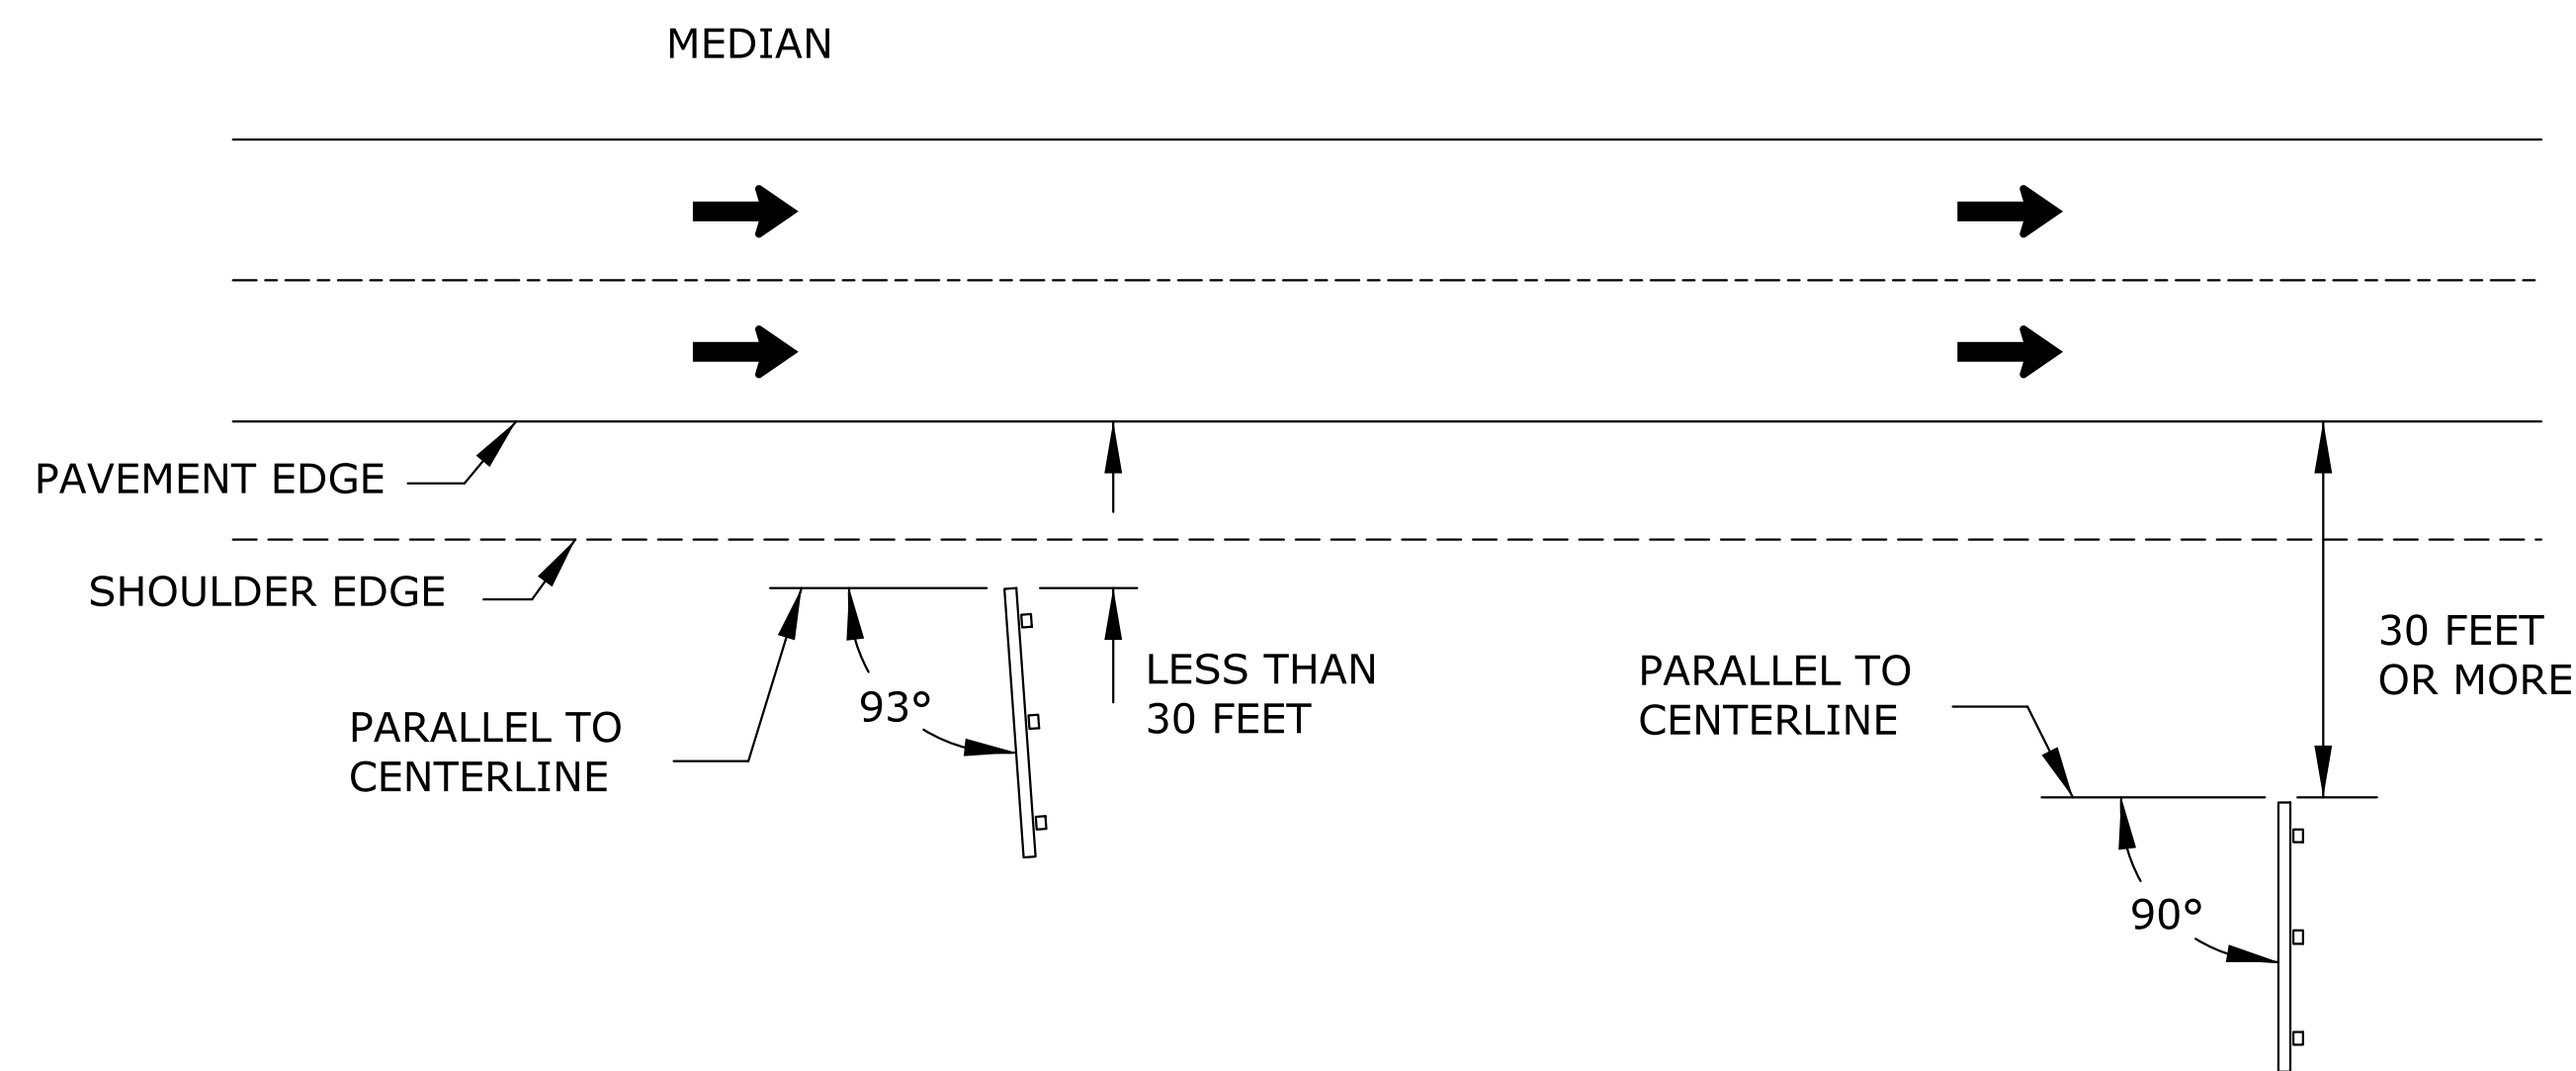 MEDIAN
PAVEMENT EDGE
SHOULDER EDGE
PARALLEL TO
CENTERLINE
93°
LESS THAN
30 FEET
PARALLEL TO
CENTERLINE
30 FEET
OR MORE
90°